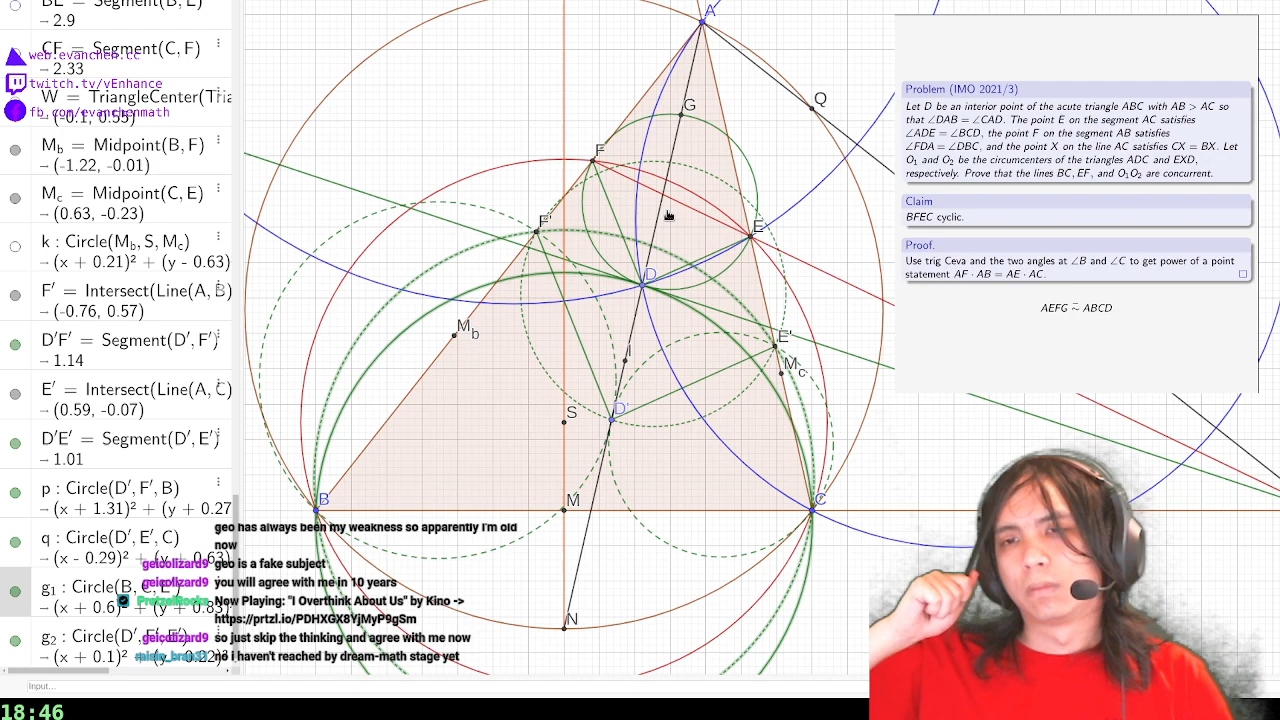 BE = Segment(B, E)
→ 2.9
CF = Segment(C, F)
→ 2.33
web.evanchen.cc
twitch.tv/vEnhance
W = TriangleCenter(Tria
fb.com/evanchenmath
→ (-0.1, 0.55)
M_b = Midpoint(B, F)
→ (-1.22, -0.01)
M_c = Midpoint(C, E)
→ (0.63, -0.23)
k : Circle(M_b, S, M_c)
→ (x + 0.21)² + (y - 0.63)
F′ = Intersect(Line(A, B)
→ (-0.76, 0.57)
D′F′ = Segment(D′, F′)
→ 1.14
E′ = Intersect(Line(A, C)
→ (0.59, -0.07)
D′E′ = Segment(D′, E′)
→ 1.01
p : Circle(D′, F′, B)
→ (x + 1.31)² + (y + 0.27
q : Circle(D′, E′, C)
→ (x - 0.29)² + (y + 0.63)
g₁ : Circle(B,
g₂ : Circle(D′,
Input...
18:46
A
G
Q
F
F'
E
D
M_b
E'
I
M_c
D'
S
B
M
C
N
geo has always been my weakness so apparently i'm old
now
geicolizard9 geo is a fake subject
geicolizard9 you will agree with me in 10 years
PretzelRocks Now Playing: "I Overthink About Us" by Kino ->
https://prtzl.io/PDHXGX8YjMyP9gSm
geicolizard9 so just skip the thinking and agree with me now
no i haven't reached by dream-math stage yet
Problem (IMO 2021/3)
Let D be an interior point of the acute triangle ABC with AB > AC so
that ∠DAB = ∠CAD. The point E on the segment AC satisfies
∠ADE = ∠BCD, the point F on the segment AB satisfies
∠FDA = ∠DBC, and the point X on the line AC satisfies CX = BX. Let
O₁ and O₂ be the circumcenters of the triangles ADC and EXD,
respectively. Prove that the lines BC, EF, and O₁O₂ are concurrent.
Claim
BFEC cyclic.
Proof.
Use trig Ceva and the two angles at ∠B and ∠C to get power of a point
statement AF · AB = AE · AC. □
AEFG ~ ABCD